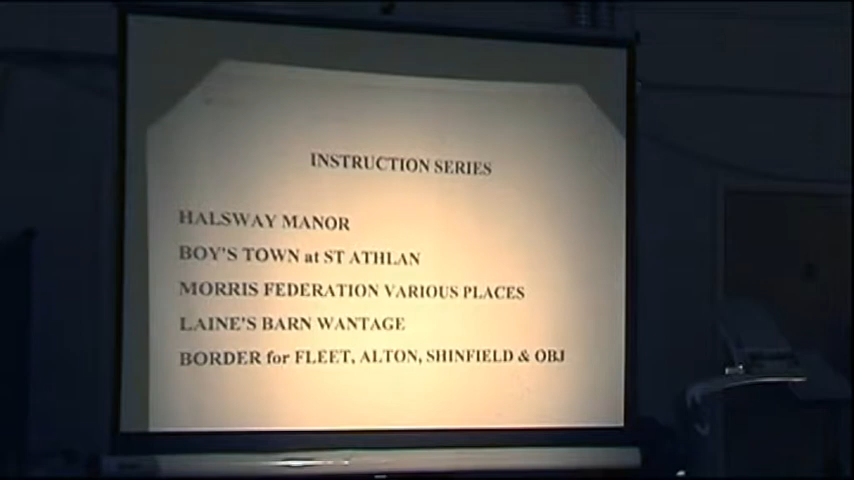 INSTRUCTION SERIES
HALSWAY MANOR
BOY'S TOWN at ST ATHLAN
MORRIS FEDERATION VARIOUS PLACES
LAINE'S BARN WANTAGE
BORDER for FLEET, ALTON, SHINFIELD & OBJ